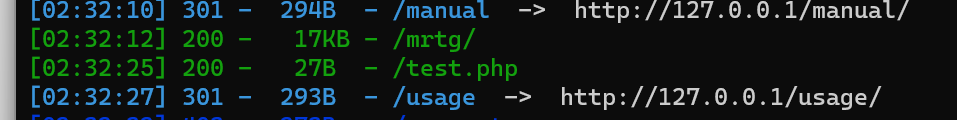 [02:32:10] 301 -  294B  - /manual  ->  http://127.0.0.1/manual/
[02:32:12] 200 -   17KB - /mrtg/
[02:32:25] 200 -   27B  - /test.php
[02:32:27] 301 -  293B  - /usage  ->  http://127.0.0.1/usage/